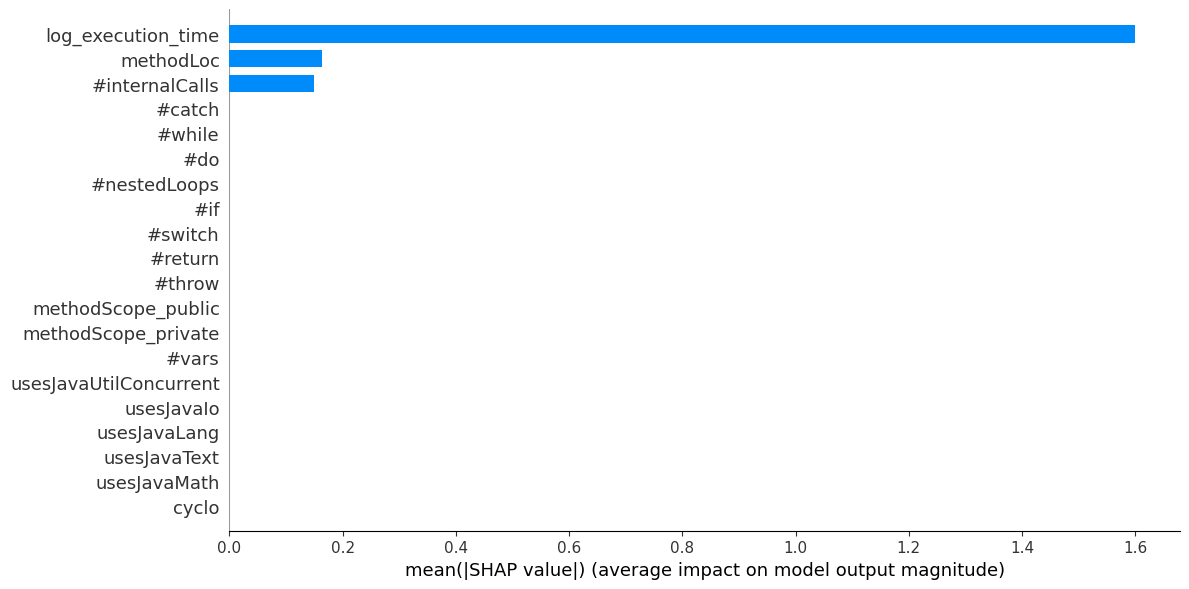 log_execution_time
methodLoc
#internalCalls
#catch
#while
#do
#nestedLoops
#if
#switch
#return
#throw
methodScope_public
methodScope_private
#vars
usesJavaUtilConcurrent
usesJavaIo
usesJavaLang
usesJavaText
usesJavaMath
cyclo
0.0 0.2 0.4 0.6 0.8 1.0 1.2 1.4 1.6
mean(|SHAP value|) (average impact on model output magnitude)